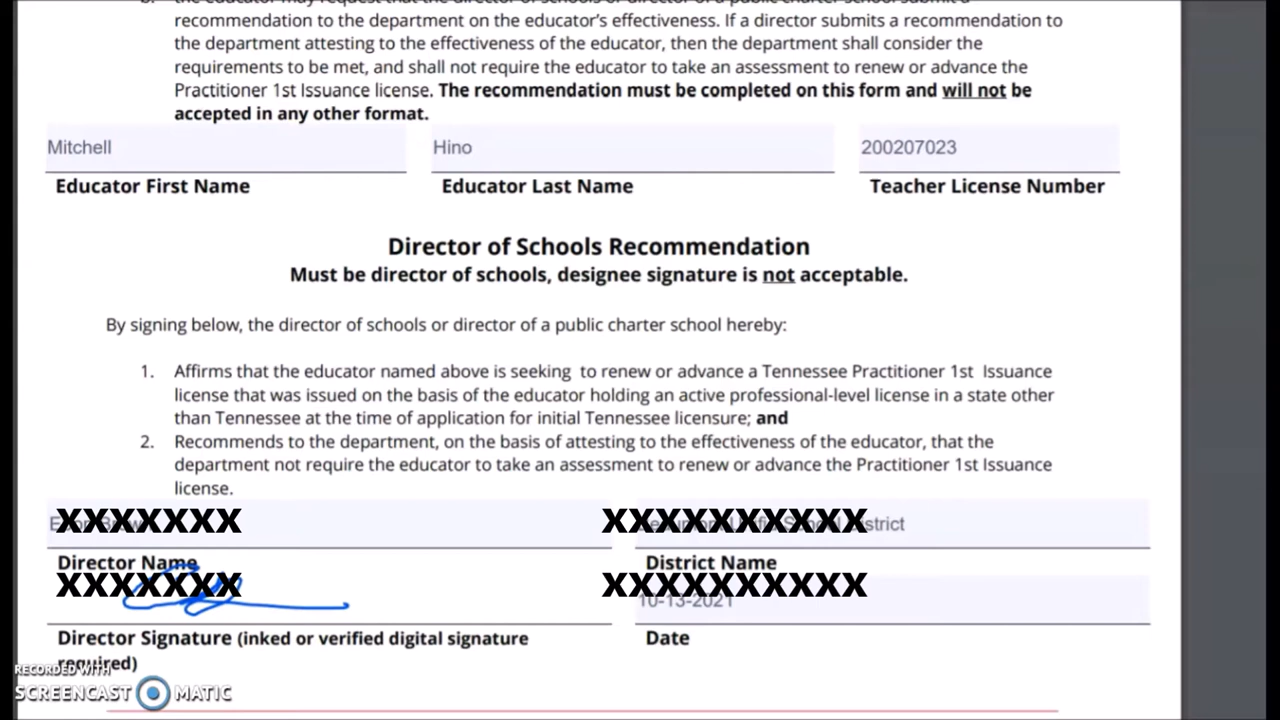 recommendation to the department on the educator's effectiveness. If a director submits a recommendation to
the department attesting to the effectiveness of the educator, then the department shall consider the
requirements to be met, and shall not require the educator to take an assessment to renew or advance the
Practitioner 1st Issuance license. The recommendation must be completed on this form and will not be
accepted in any other format.
Mitchell Hino 200207023
Educator First Name Educator Last Name Teacher License Number
Director of Schools Recommendation
Must be director of schools, designee signature is not acceptable.
By signing below, the director of schools or director of a public charter school hereby:
1. Affirms that the educator named above is seeking to renew or advance a Tennessee Practitioner 1st Issuance
license that was issued on the basis of the educator holding an active professional-level license in a state other
than Tennessee at the time of application for initial Tennessee licensure; and
2. Recommends to the department, on the basis of attesting to the effectiveness of the educator, that the
department not require the educator to take an assessment to renew or advance the Practitioner 1st Issuance
license.
XXXXXXX XXXXXXXXXX District
Director Name District Name
XXXXXXX XXXXXXXXXX
10-13-2021
Director Signature (inked or verified digital signature Date
required)
RECORDED WITH
SCREENCAST MATIC